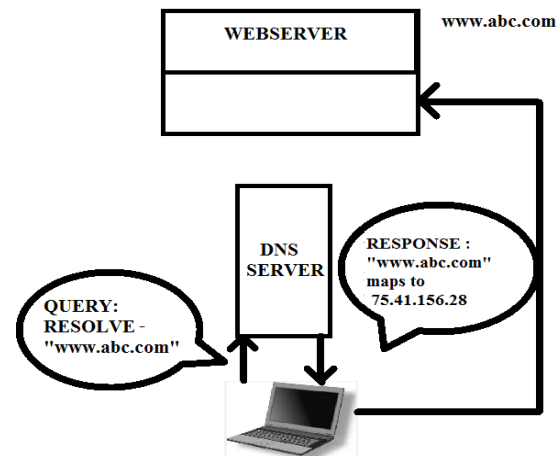 www.abc.com
WEBSERVER
DNS
SERVER
RESPONSE :
"www.abc.com"
maps to
75.41.156.28
QUERY:
RESOLVE -
"www.abc.com"